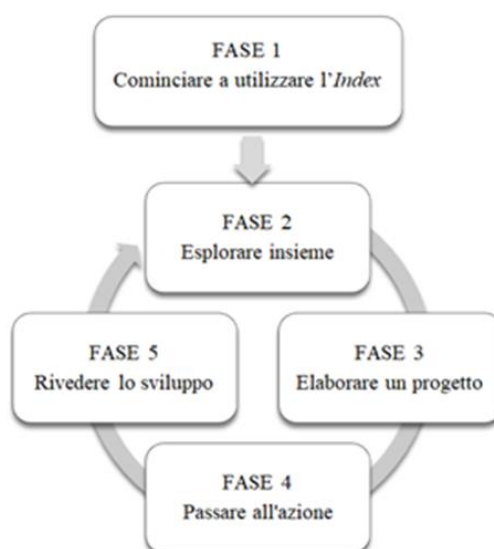 FASE 1
Cominciare a utilizzare l'Index
FASE 2
Esplorare insieme
FASE 5
Rivedere lo sviluppo
FASE 3
Elaborare un progetto
FASE 4
Passare all'azione